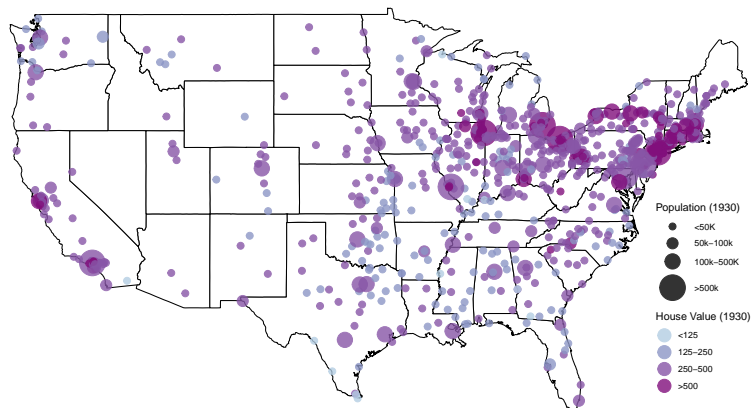 Population (1930)
<50K
50k–100k
100k–500K
>500k
House Value (1930)
<125
125–250
250–500
>500